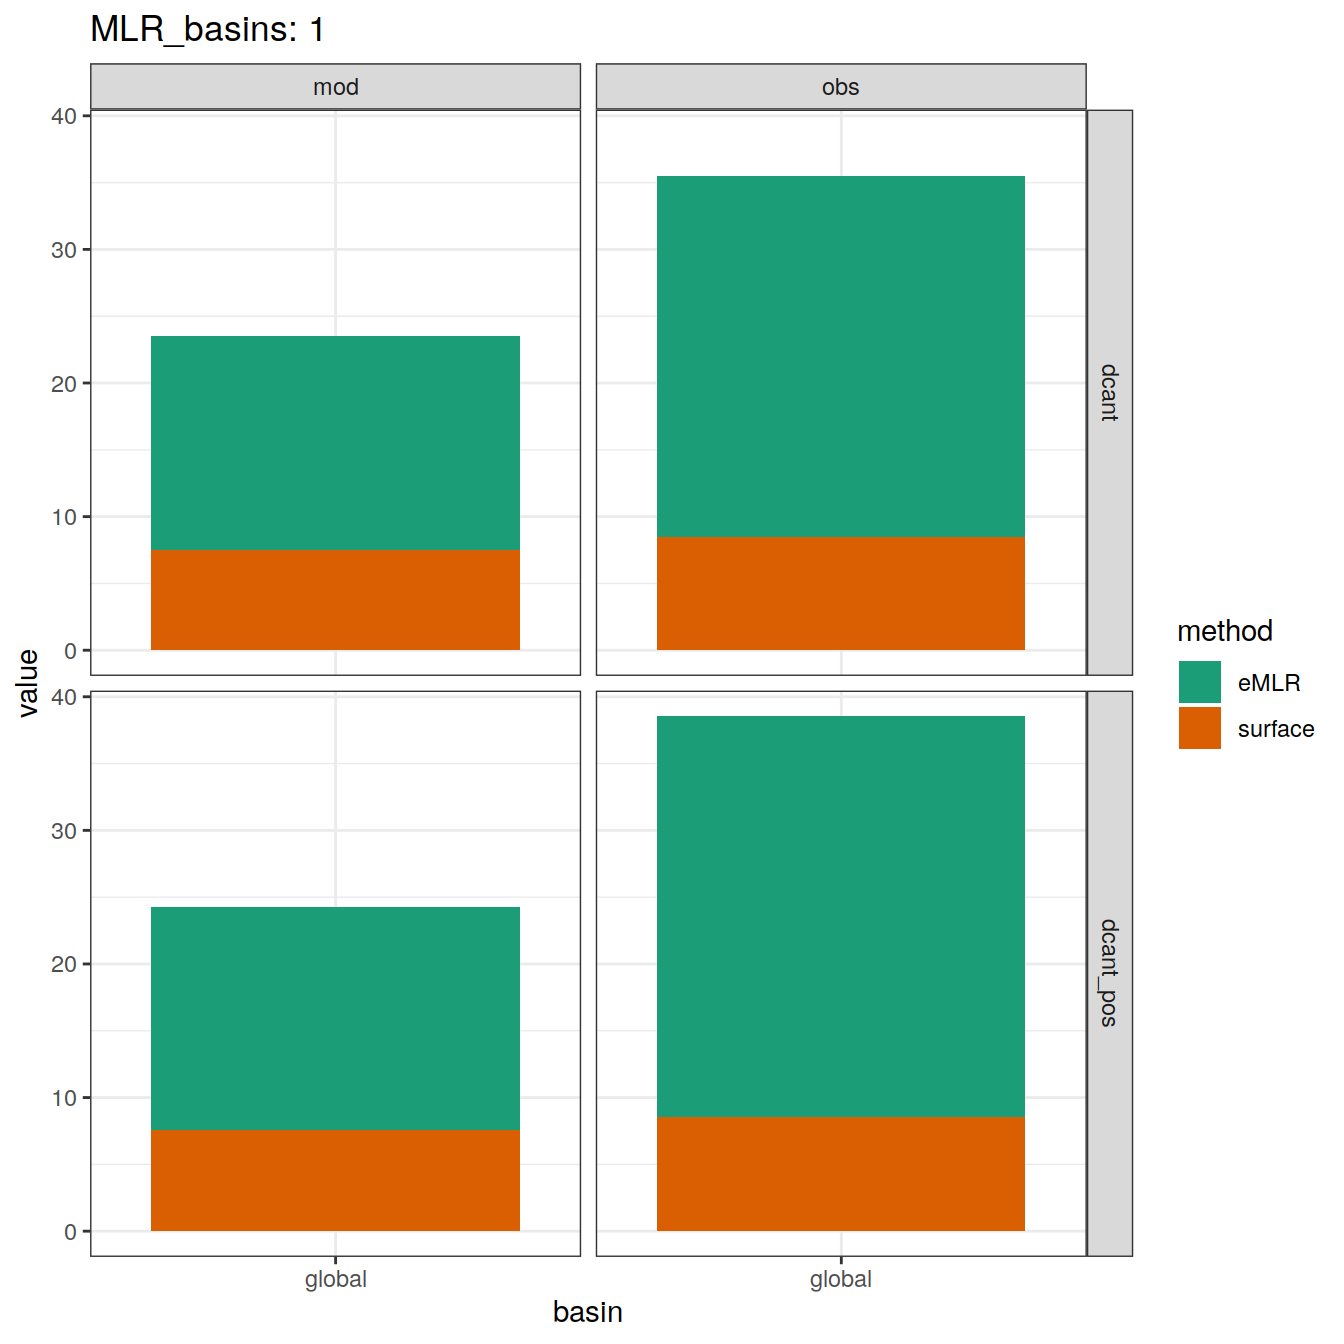 MLR_basins: 1
mod
obs
40
30
20
10
0
dcant
40
30
20
10
0
dcant_pos
value
global
global
basin
method
eMLR
surface